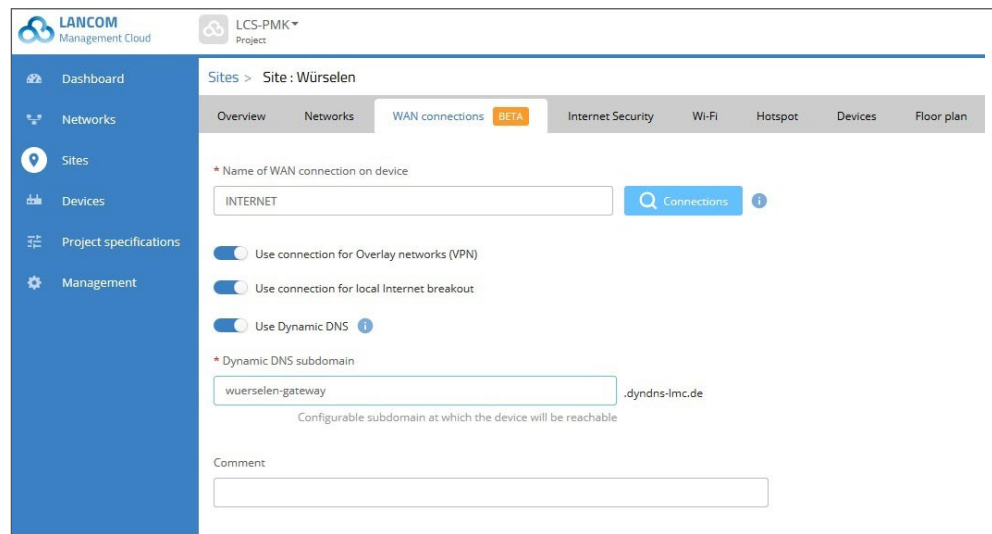 LANCOM
Management Cloud
LCS-PMK
Project
Dashboard
Networks
Sites
Devices
Project specifications
Management
Sites > Site : Würselen
Overview Networks WAN connections BETA Internet Security Wi-Fi Hotspot Devices Floor plan
* Name of WAN connection on device
INTERNET Connections i
Use connection for Overlay networks (VPN)
Use connection for local Internet breakout
Use Dynamic DNS i
* Dynamic DNS subdomain
wuerselen-gateway .dyndns-lmc.de
Configurable subdomain at which the device will be reachable
Comment